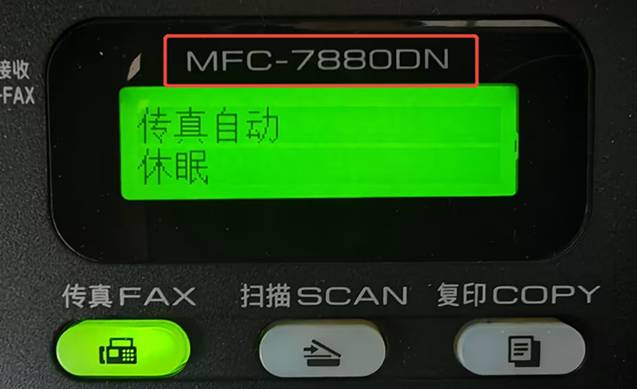 接收
FAX
MFC-7880DN
传真自动
休眠
传真 FAX
扫描 SCAN
复印 COPY